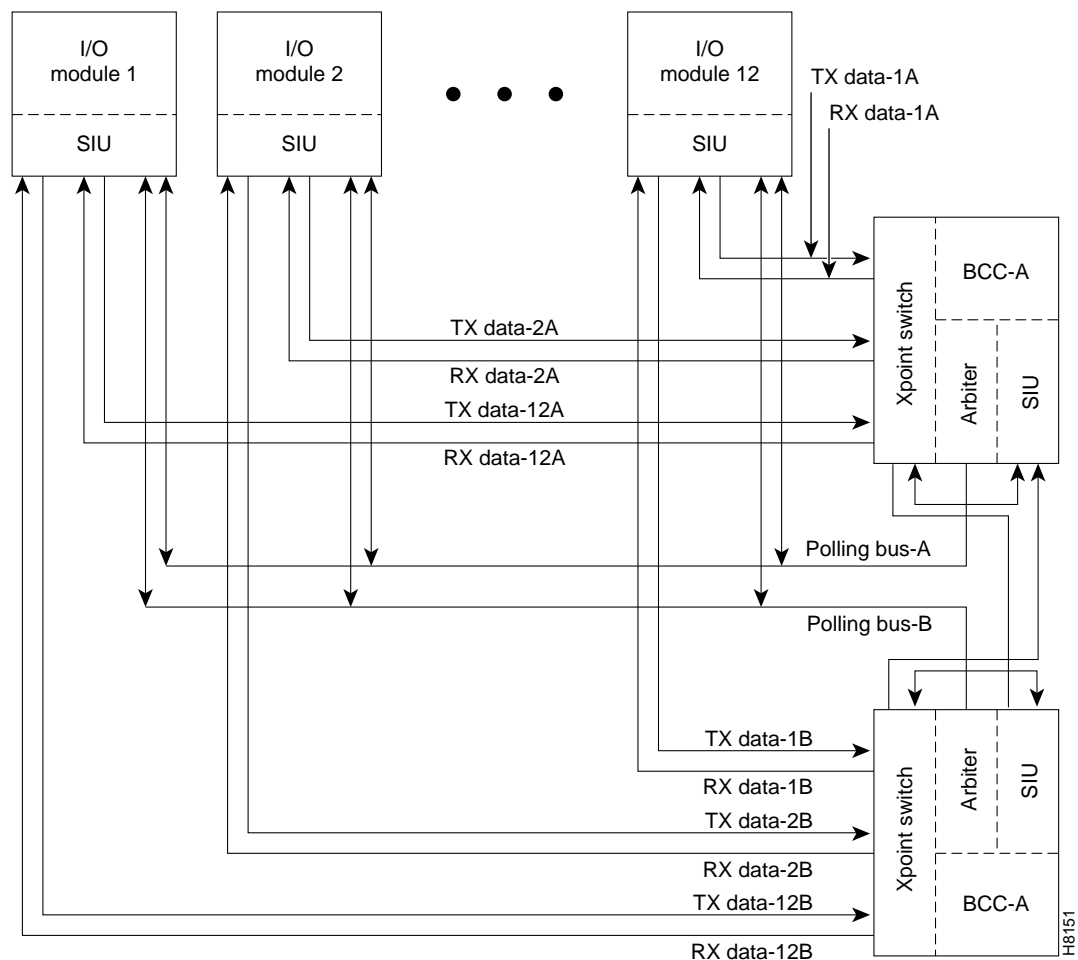 I/O
module 1
SIU
I/O
module 2
SIU
I/O
module 12
SIU
TX data-1A
RX data-1A
Xpoint switch
BCC-A
Arbiter
SIU
TX data-2A
RX data-2A
TX data-12A
RX data-12A
Polling bus-A
Polling bus-B
TX data-1B
RX data-1B
TX data-2B
RX data-2B
TX data-12B
RX data-12B
Xpoint switch
Arbiter
SIU
BCC-A
H8151